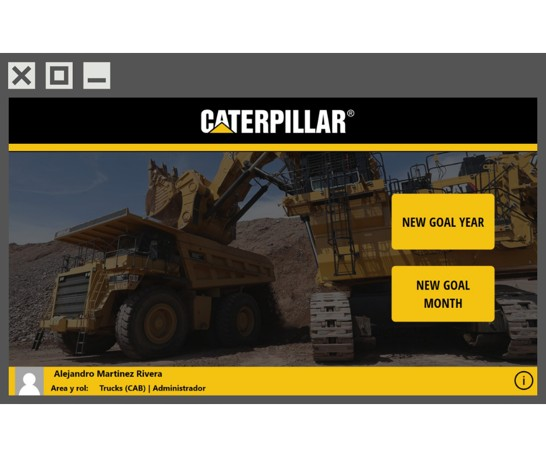 CATERPILLAR®
NEW GOAL YEAR
NEW GOAL
MONTH
Alejandro Martinez Rivera
Area y rol: Trucks (CAB) | Administrador
i